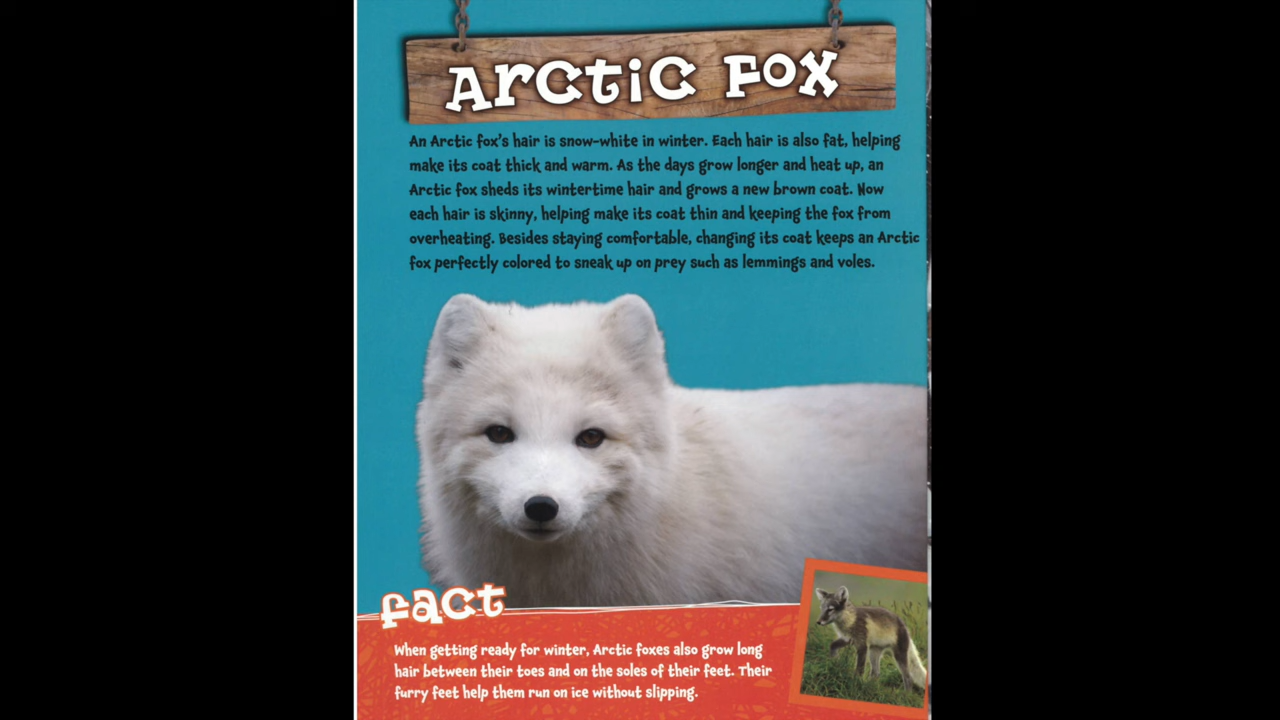 Arctic Fox
An Arctic fox's hair is snow-white in winter. Each hair is also fat, helping
make its coat thick and warm. As the days grow longer and heat up, an
Arctic fox sheds its wintertime hair and grows a new brown coat. Now
each hair is skinny, helping make its coat thin and keeping the fox from
overheating. Besides staying comfortable, changing its coat keeps an Arctic
fox perfectly colored to sneak up on prey such as lemmings and voles.
fact
When getting ready for winter, Arctic foxes also grow long
hair between their toes and on the soles of their feet. Their
furry feet help them run on ice without slipping.